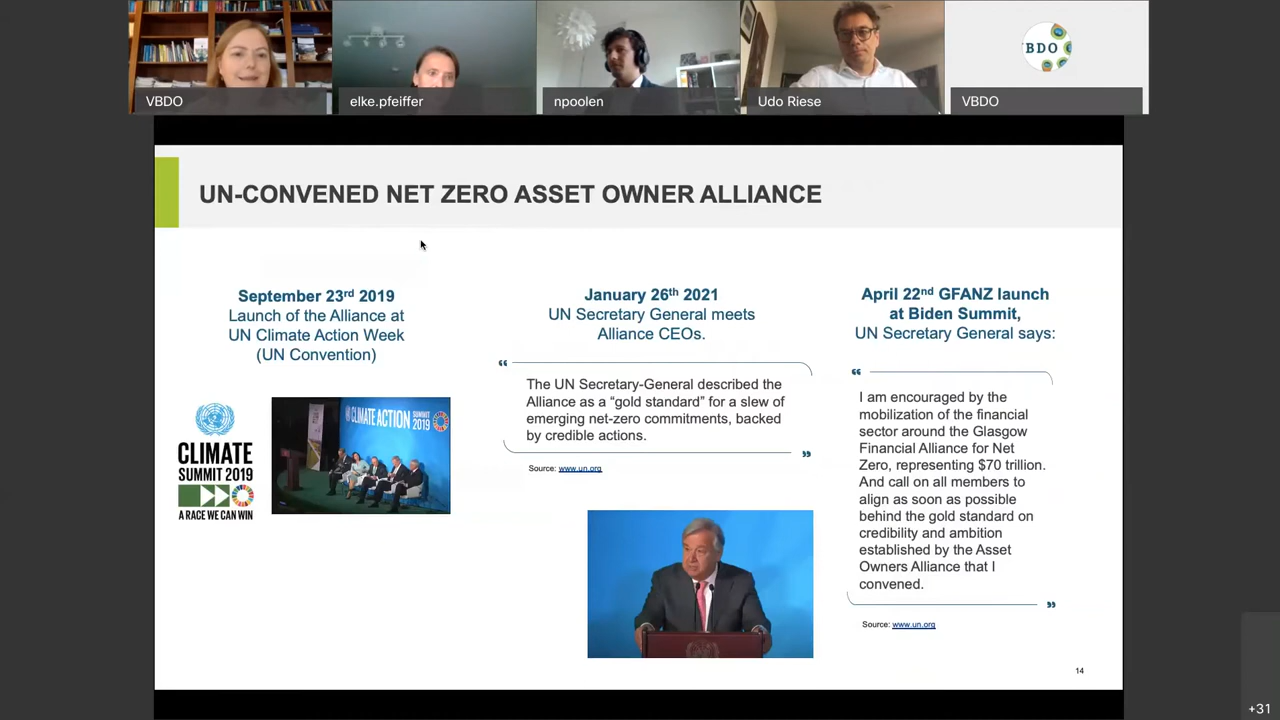 VBDO
elke.pfeiffer
npoolen
Udo Riese
VBDO
VBDO
UN-CONVENED NET ZERO ASSET OWNER ALLIANCE
September 23rd 2019
Launch of the Alliance at
UN Climate Action Week
(UN Convention)
CLIMATE
SUMMIT 2019
A RACE WE CAN WIN
CLIMATE ACTION
SUMMIT
2019
January 26th 2021
UN Secretary General meets
Alliance CEOs.
“
The UN Secretary-General described the
Alliance as a “gold standard” for a slew of
emerging net-zero commitments, backed
by credible actions.
”
Source: www.un.org
April 22nd GFANZ launch
at Biden Summit,
UN Secretary General says:
“
I am encouraged by the
mobilization of the financial
sector around the Glasgow
Financial Alliance for Net
Zero, representing $70 trillion.
And call on all members to
align as soon as possible
behind the gold standard on
credibility and ambition
established by the Asset
Owners Alliance that I
convened.
”
Source: www.un.org
14
+31